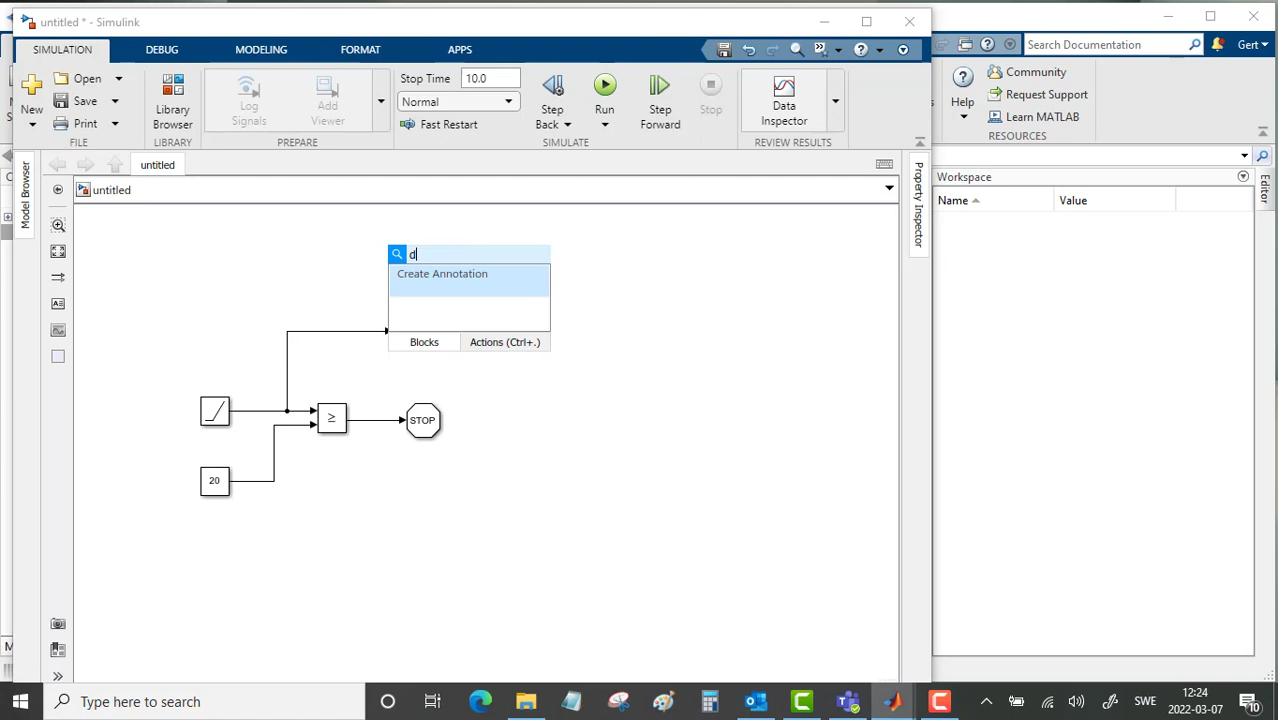 untitled * - Simulink
SIMULATION
DEBUG
MODELING
FORMAT
APPS
Search Documentation
Gert
New
Open
Save
Print
FILE
Library
Browser
LIBRARY
Log
Signals
Add
Viewer
PREPARE
Stop Time
10.0
Normal
Fast Restart
Step
Back
Run
Step
Forward
Stop
SIMULATE
Data
Inspector
REVIEW RESULTS
Help
Community
Request Support
Learn MATLAB
RESOURCES
Model Browser
untitled
untitled
Property Inspector
Workspace
Name
Value
Editor
d
Create Annotation
Blocks
Actions (Ctrl+.)
≥
STOP
20
Type here to search
SWE
12:24
2022-03-07
10